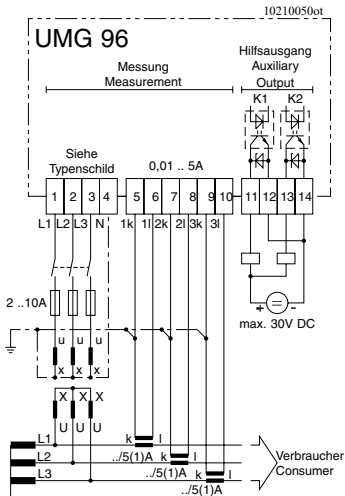 10210050ot
UMG 96
Hilfsausgang
Auxiliary
Output
Messung
Measurement
K1 K2
Siehe
Typenschild
0,01 .. 5A
1 2 3 4 5 6 7 8 9 10 11 12 13 14
L1 L2 L3 N 1k 1l 2k 2l 3k 3l
2 ..10A
+ = -
max. 30V DC
u u u
x x x
X X X
U U U
L1 k l
L2 ../5(1)A k l
L3 ../5(1)A k l
../5(1)A
Verbraucher
Consumer